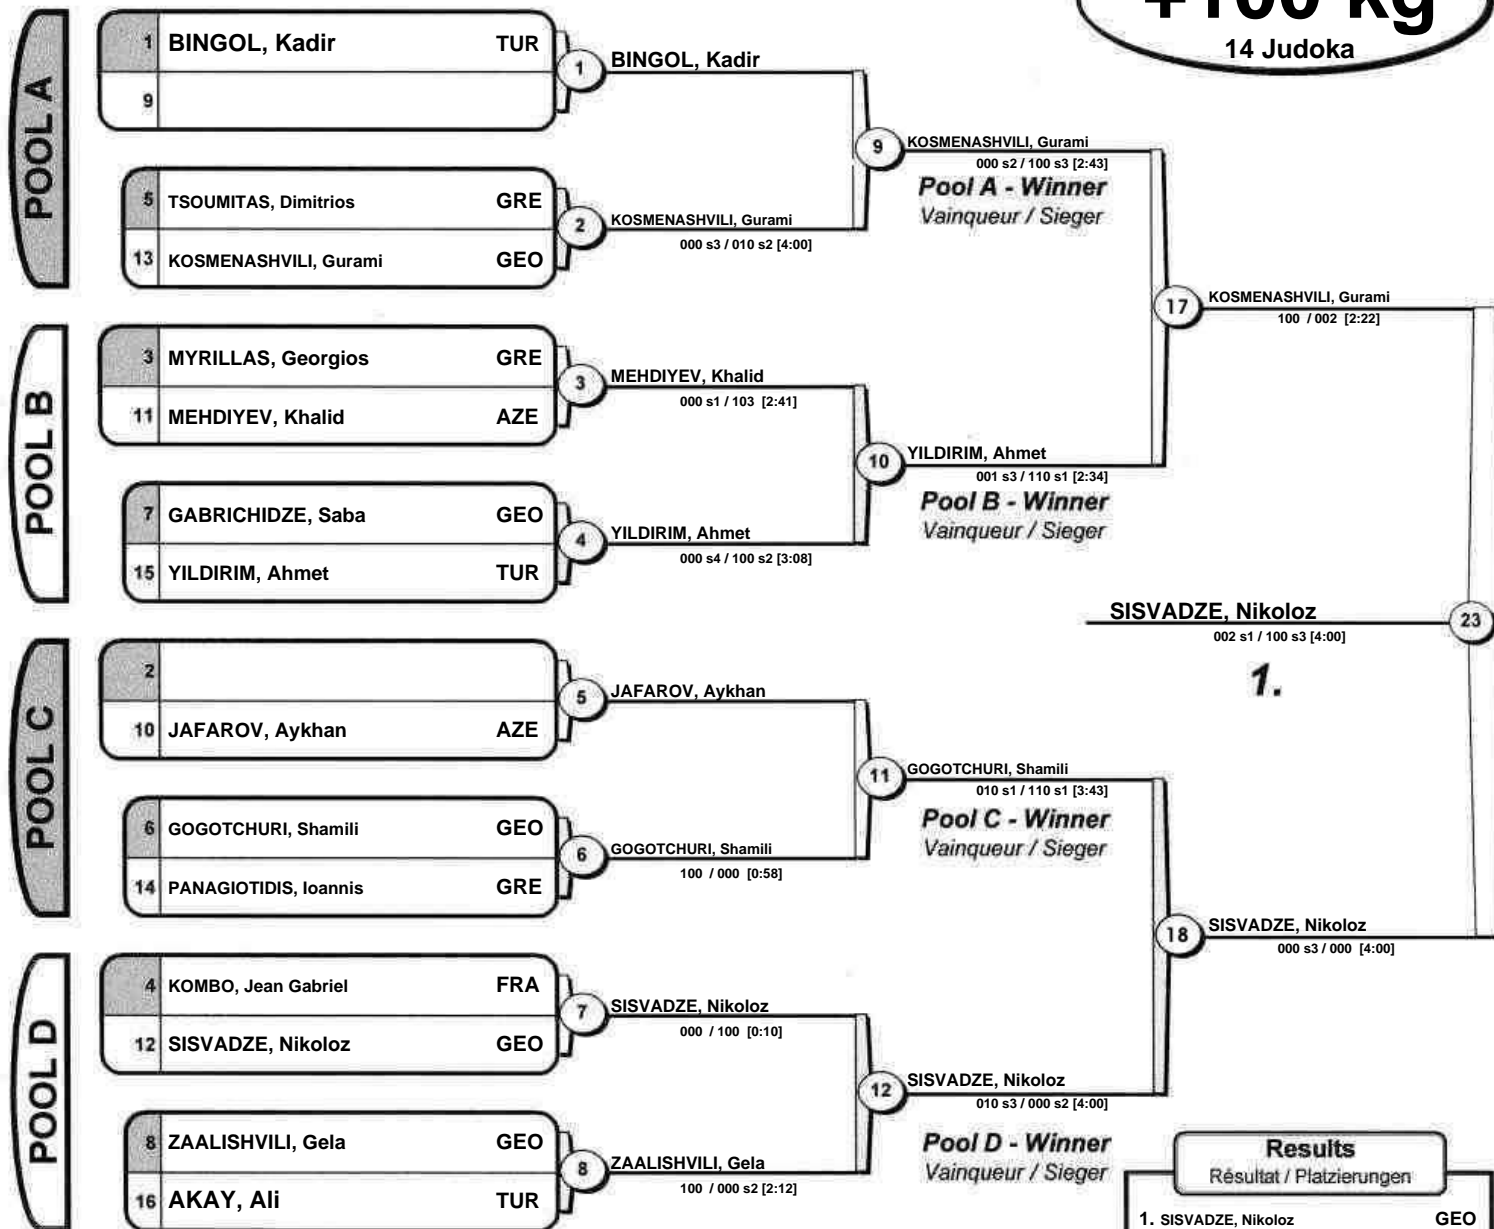 +100 kg
14 Judoka
POOL A
1 BINGOL, Kadir TUR
9
1 BINGOL, Kadir
5 TSOUMITAS, Dimitrios GRE
13 KOSMENASHVILI, Gurami GEO
2 KOSMENASHVILI, Gurami
000 s3 / 010 s2 [4:00]
9 KOSMENASHVILI, Gurami
000 s2 / 100 s3 [2:43]
Pool A - Winner
Vainqueur / Sieger
POOL B
3 MYRILLAS, Georgios GRE
11 MEHDIYEV, Khalid AZE
3 MEHDIYEV, Khalid
000 s1 / 103 [2:41]
7 GABRICHIDZE, Saba GEO
15 YILDIRIM, Ahmet TUR
4 YILDIRIM, Ahmet
000 s4 / 100 s2 [3:08]
10 YILDIRIM, Ahmet
001 s3 / 110 s1 [2:34]
Pool B - Winner
Vainqueur / Sieger
17 KOSMENASHVILI, Gurami
100 / 002 [2:22]
SISVADZE, Nikoloz 23
002 s1 / 100 s3 [4:00]
1.
POOL C
2
10 JAFAROV, Aykhan AZE
5 JAFAROV, Aykhan
6 GOGOTCHURI, Shamili GEO
14 PANAGIOTIDIS, Ioannis GRE
6 GOGOTCHURI, Shamili
100 / 000 [0:58]
11 GOGOTCHURI, Shamili
010 s1 / 110 s1 [3:43]
Pool C - Winner
Vainqueur / Sieger
POOL D
4 KOMBO, Jean Gabriel FRA
12 SISVADZE, Nikoloz GEO
7 SISVADZE, Nikoloz
000 / 100 [0:10]
8 ZAALISHVILI, Gela GEO
16 AKAY, Ali TUR
8 ZAALISHVILI, Gela
100 / 000 s2 [2:12]
12 SISVADZE, Nikoloz
010 s3 / 000 s2 [4:00]
Pool D - Winner
Vainqueur / Sieger
18 SISVADZE, Nikoloz
000 s3 / 000 [4:00]
Results
Résultat / Platzierungen
1. SISVADZE, Nikoloz GEO